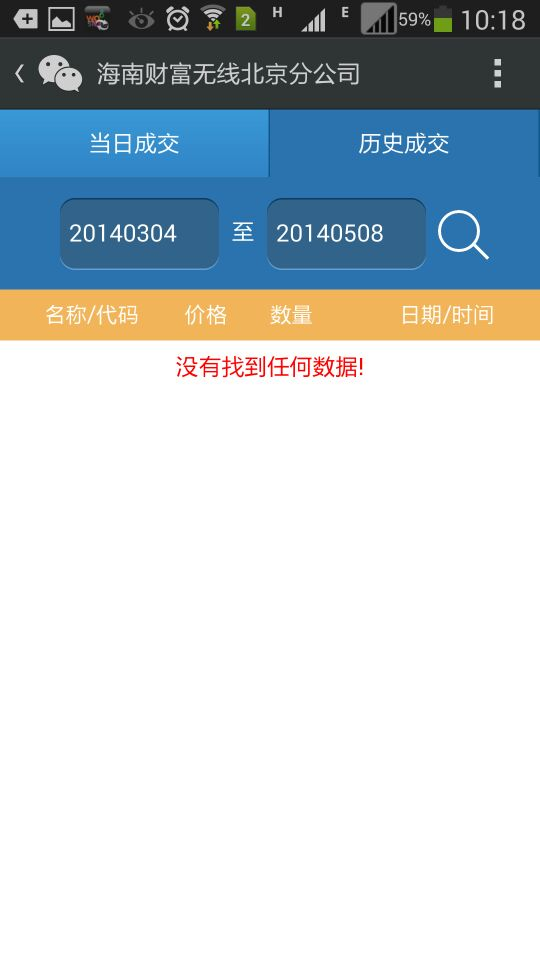 2 H E 59% 10:18
海南财富无线北京分公司
当日成交 历史成交
20140304 至 20140508
名称/代码 价格 数量 日期/时间
没有找到任何数据!